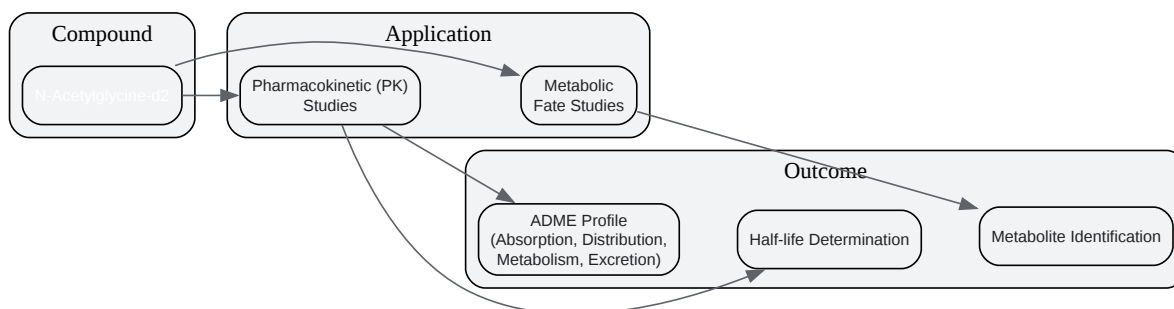 Compound
N-Acetylglycine-d2
Application
Pharmacokinetic (PK)
Studies
Metabolic
Fate Studies
Outcome
ADME Profile
(Absorption, Distribution,
Metabolism, Excretion)
Half-life Determination
Metabolite Identification